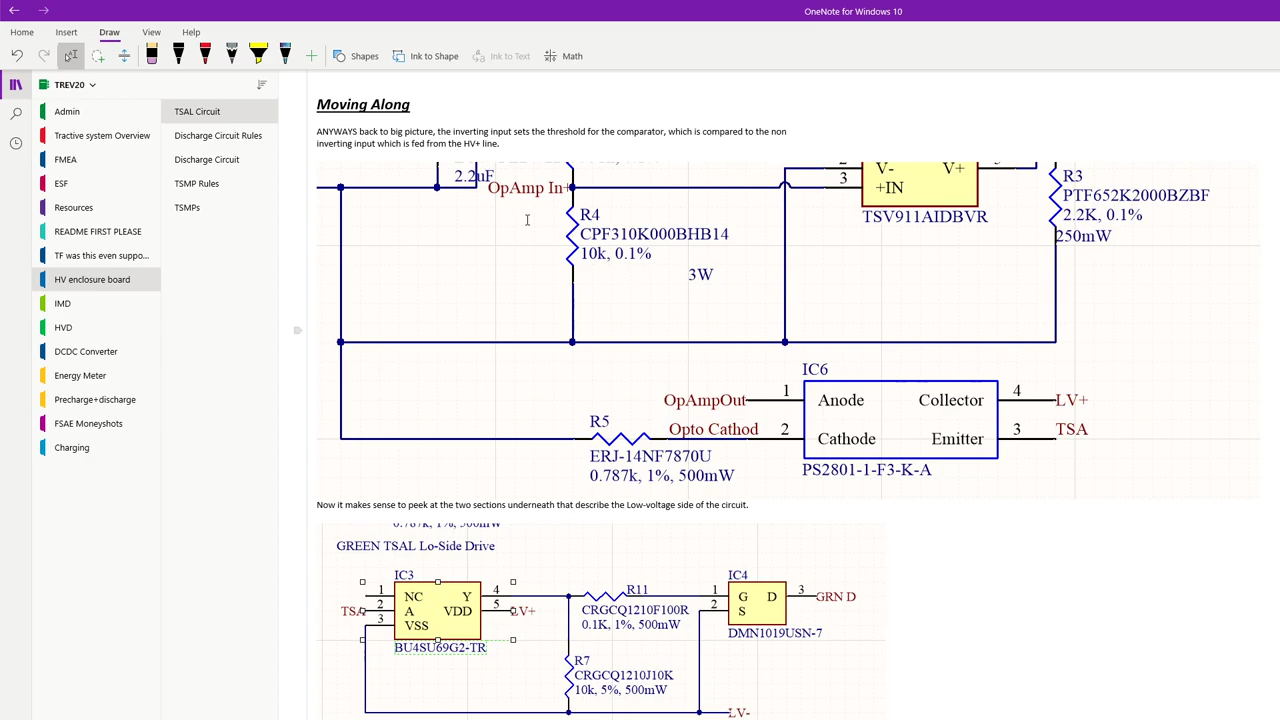 OneNote for Windows 10
Home Insert Draw View Help
Shapes Ink to Shape Ink to Text Math
TREV20
Admin
Tractive system Overview
FMEA
ESF
Resources
README FIRST PLEASE
TF was this even suppo...
HV enclosure board
IMD
HVD
DCDC Converter
Energy Meter
Precharge+discharge
FSAE Moneyshots
Charging
TSAL Circuit
Discharge Circuit Rules
Discharge Circuit
TSMP Rules
TSMPs
Moving Along
ANYWAYS back to big picture, the inverting input sets the threshold for the comparator, which is compared to the non
inverting input which is fed from the HV+ line.
2.2uF
OpAmp In+
R4
CPF310K000BHB14
10k, 0.1%
3W
V- V+
3 +IN
TSV911AIDBVR
R3
PTF652K2000BZBF
2.2K, 0.1%
250mW
IC6
OpAmpOut 1 Anode Collector 4 LV+
R5
Opto Cathod 2 Cathode Emitter 3 TSA
ERJ-14NF7870U
0.787k, 1%, 500mW
PS2801-1-F3-K-A
Now it makes sense to peek at the two sections underneath that describe the Low-voltage side of the circuit.
0.787k, 1%, 500mW
GREEN TSAL Lo-Side Drive
IC3
1 NC Y 4
TSA 2 A VDD 5 LV+
3 VSS
BU4SU69G2-TR
R11
CRGCQ1210F100R
0.1K, 1%, 500mW
IC4
1 G D 3 GRN D
2 S
DMN1019USN-7
R7
CRGCQ1210J10K
10k, 5%, 500mW
LV-